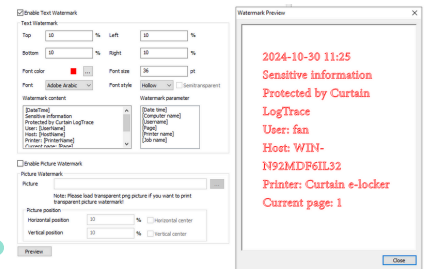 Enable Text Watermark
Text Watermark
Top 10 % Left 10 %
Bottom 10 % Right 10 %
Font color ... Font size 36 pt
Font Adobe Arabic Font style Hollow Semitransparent
Watermark content Watermark parameter
[DateTime]
Sensitive information
Protected by Curtain LogTrace
User: [UserName]
Host: [HostName]
Printer: [PrinterName]
Current page: [Page]
[Date time]
[Computer name]
[Username]
[Page]
[Printer name]
[Job name]
Enable Picture Watermark
Picture Watermark
Picture ...
Note: Please load transparent png picture if you want to print
transparent picture watermark!
Picture position
Horizontal position 10 % Horizontal center
Vertical position 10 % Vertical center
Preview
Watermark Preview
2024-10-30 11:25
Sensitive information
Protected by Curtain
LogTrace
User: fan
Host: WIN-
N92MDF6IL32
Printer: Curtain e-locker
Current page: 1
Close